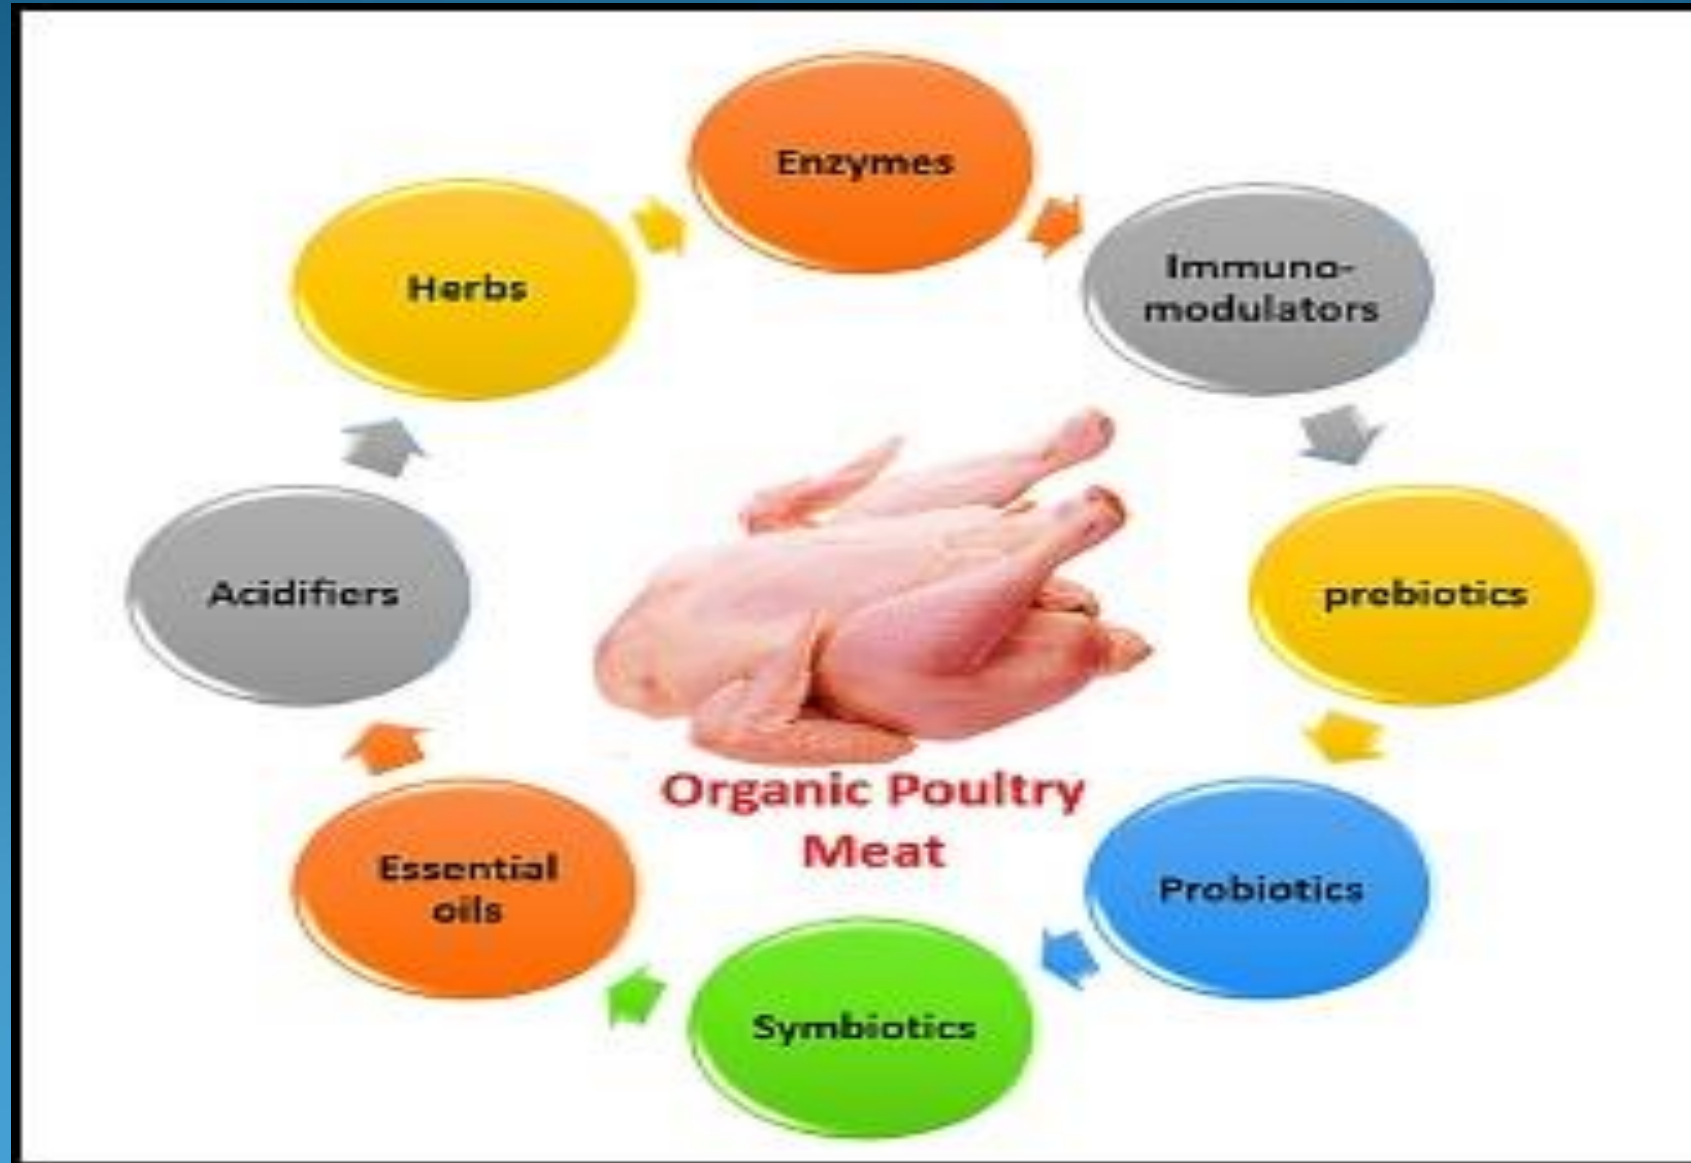 Enzymes
Immuno-
modulators
prebiotics
Probiotics
Symbiotics
Essential
oils
Acidifiers
Herbs
Organic Poultry
Meat